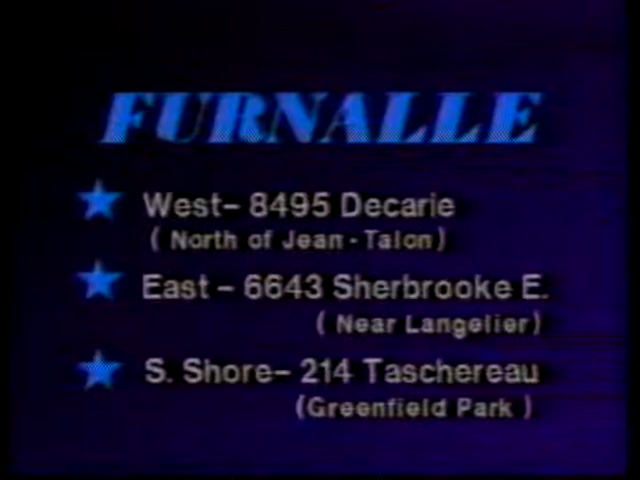 FURNALLE
West– 8495 Decarie
( North of Jean-Talon)
East – 6643 Sherbrooke E.
( Near Langelier)
S. Shore– 214 Taschereau
(Greenfield Park )